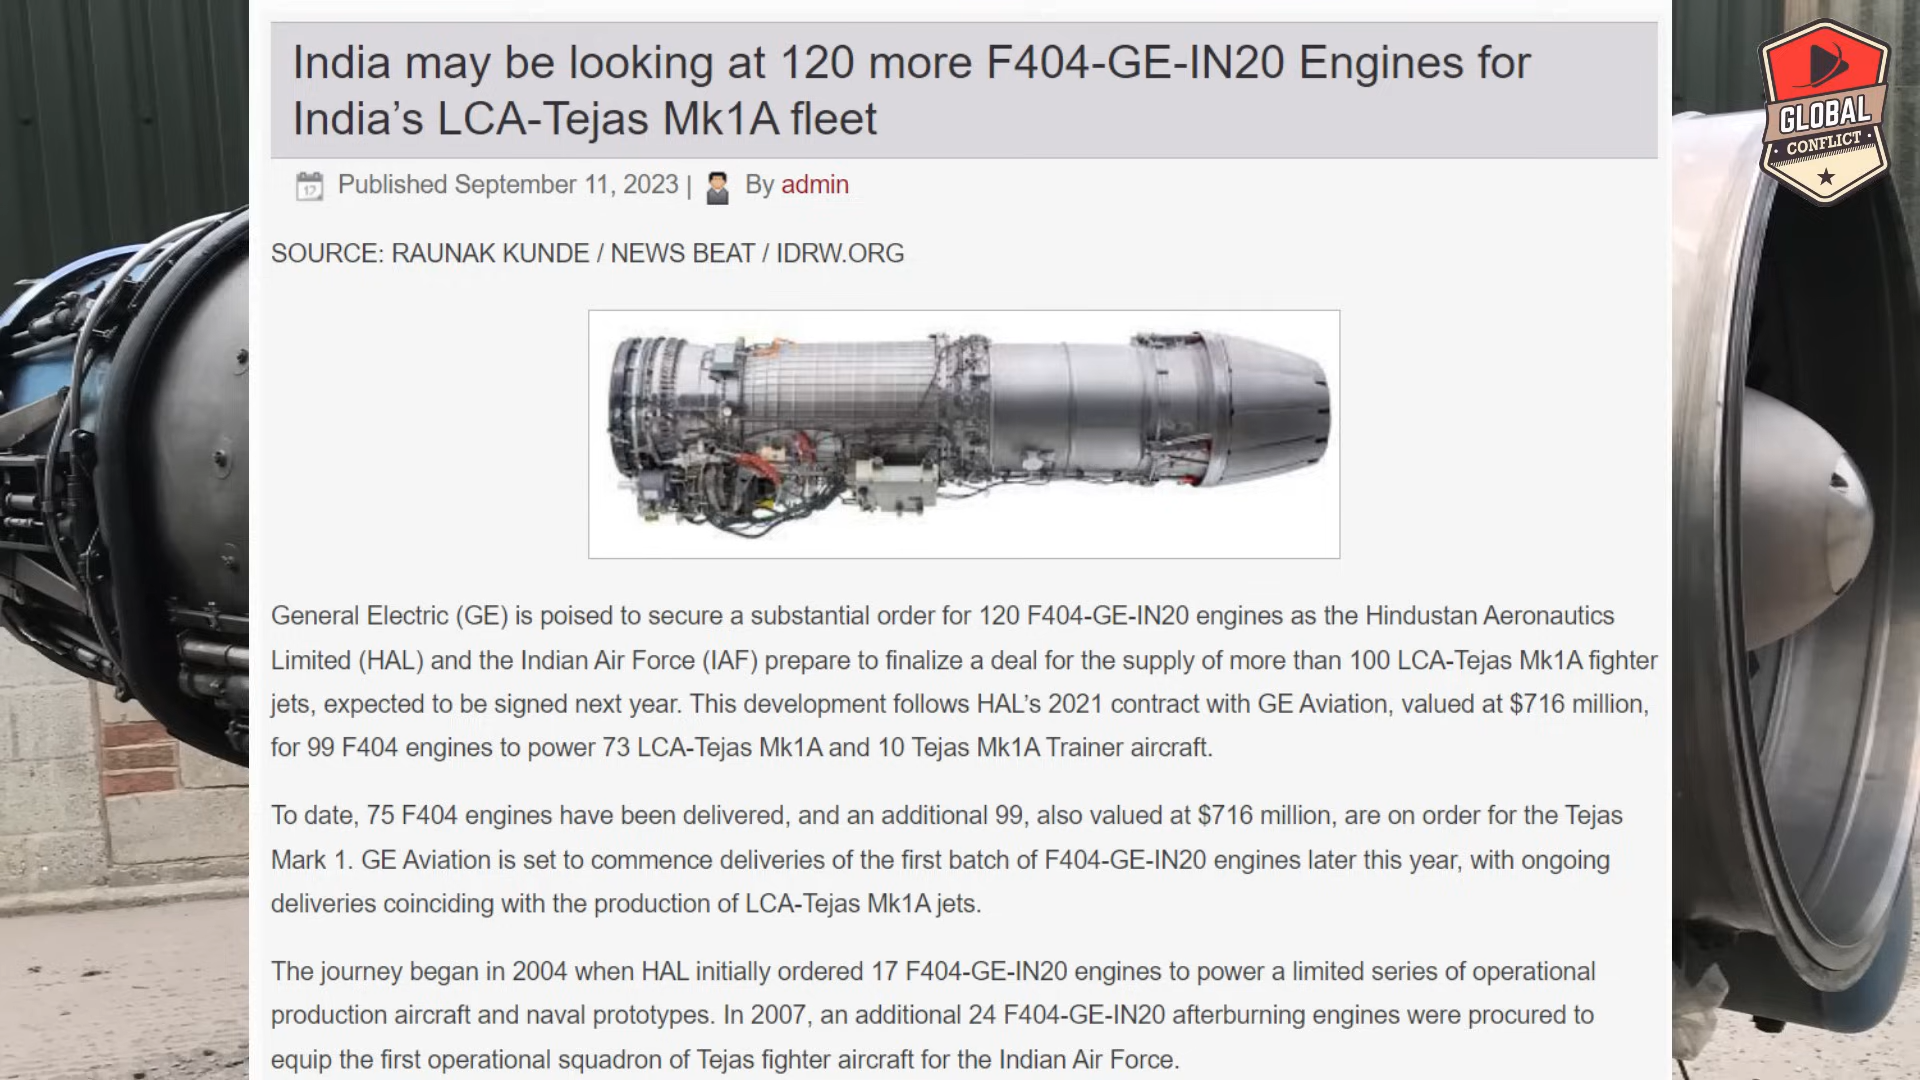 India may be looking at 120 more F404-GE-IN20 Engines for
India’s LCA-Tejas Mk1A fleet
17 Published September 11, 2023 | By admin
SOURCE: RAUNAK KUNDE / NEWS BEAT / IDRW.ORG
General Electric (GE) is poised to secure a substantial order for 120 F404-GE-IN20 engines as the Hindustan Aeronautics
Limited (HAL) and the Indian Air Force (IAF) prepare to finalize a deal for the supply of more than 100 LCA-Tejas Mk1A fighter
jets, expected to be signed next year. This development follows HAL’s 2021 contract with GE Aviation, valued at $716 million,
for 99 F404 engines to power 73 LCA-Tejas Mk1A and 10 Tejas Mk1A Trainer aircraft.
To date, 75 F404 engines have been delivered, and an additional 99, also valued at $716 million, are on order for the Tejas
Mark 1. GE Aviation is set to commence deliveries of the first batch of F404-GE-IN20 engines later this year, with ongoing
deliveries coinciding with the production of LCA-Tejas Mk1A jets.
The journey began in 2004 when HAL initially ordered 17 F404-GE-IN20 engines to power a limited series of operational
production aircraft and naval prototypes. In 2007, an additional 24 F404-GE-IN20 afterburning engines were procured to
equip the first operational squadron of Tejas fighter aircraft for the Indian Air Force.
GLOBAL
CONFLICT